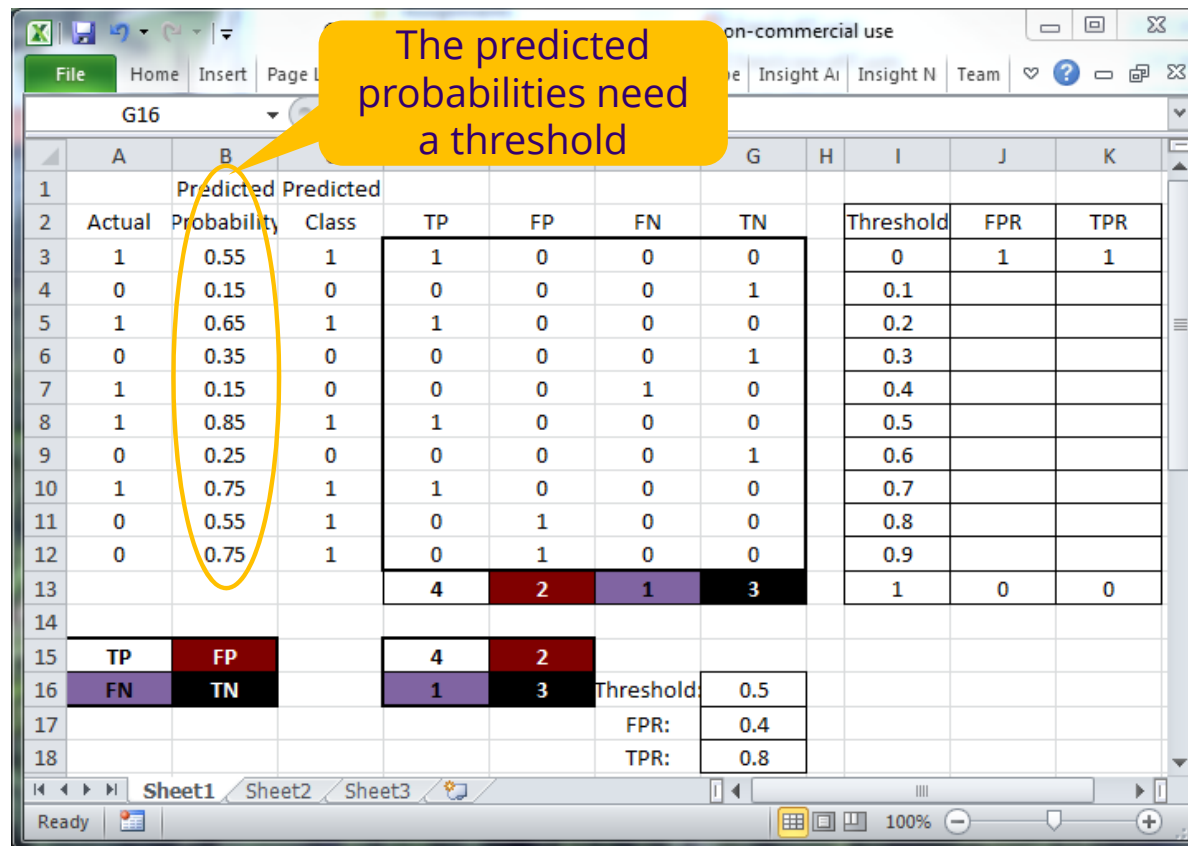 The predicted
probabilities need
a threshold
on-commercial use
File Home Insert Page L Insight N Team
G16
A B G H I J K
1 Predicted Predicted
2 Actual Probability Class TP FP FN TN Threshold FPR TPR
3 1 0.55 1 1 0 0 0 0 1 1
4 0 0.15 0 0 0 0 1 0.1
5 1 0.65 1 1 0 0 0 0.2
6 0 0.35 0 0 0 0 1 0.3
7 1 0.15 0 0 0 1 0 0.4
8 1 0.85 1 1 0 0 0 0.5
9 0 0.25 0 0 0 0 1 0.6
10 1 0.75 1 1 0 0 0 0.7
11 0 0.55 1 0 1 0 0 0.8
12 0 0.75 1 0 1 0 0 0.9
13 4 2 1 3 1 0 0
14
15 TP FP 4 2
16 FN TN 1 3 Threshold: 0.5
17 FPR: 0.4
18 TPR: 0.8
Sheet1 Sheet2 Sheet3
Ready 100%